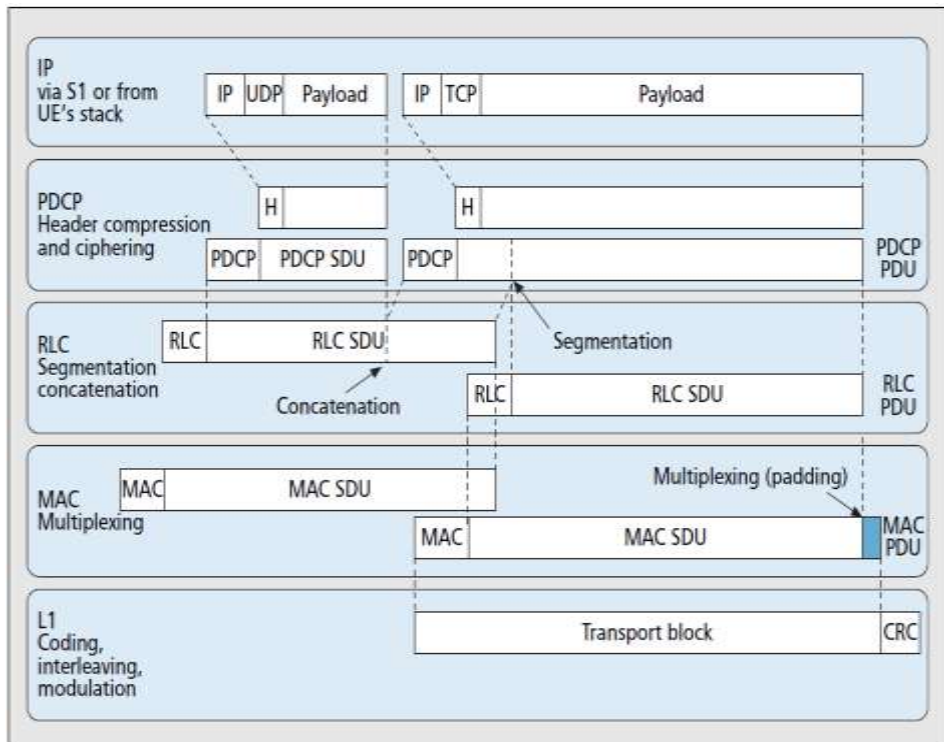 IP
via S1 or from
UE's stack
IP UDP Payload IP TCP Payload
PDCP
Header compression
and ciphering
H H
PDCP PDCP SDU PDCP
PDCP
PDU
RLC
Segmentation
concatenation
RLC RLC SDU
Segmentation
Concatenation
RLC RLC SDU
RLC
PDU
MAC
Multiplexing
MAC MAC SDU
Multiplexing (padding)
MAC MAC SDU
MAC
PDU
L1
Coding,
interleaving,
modulation
Transport block CRC